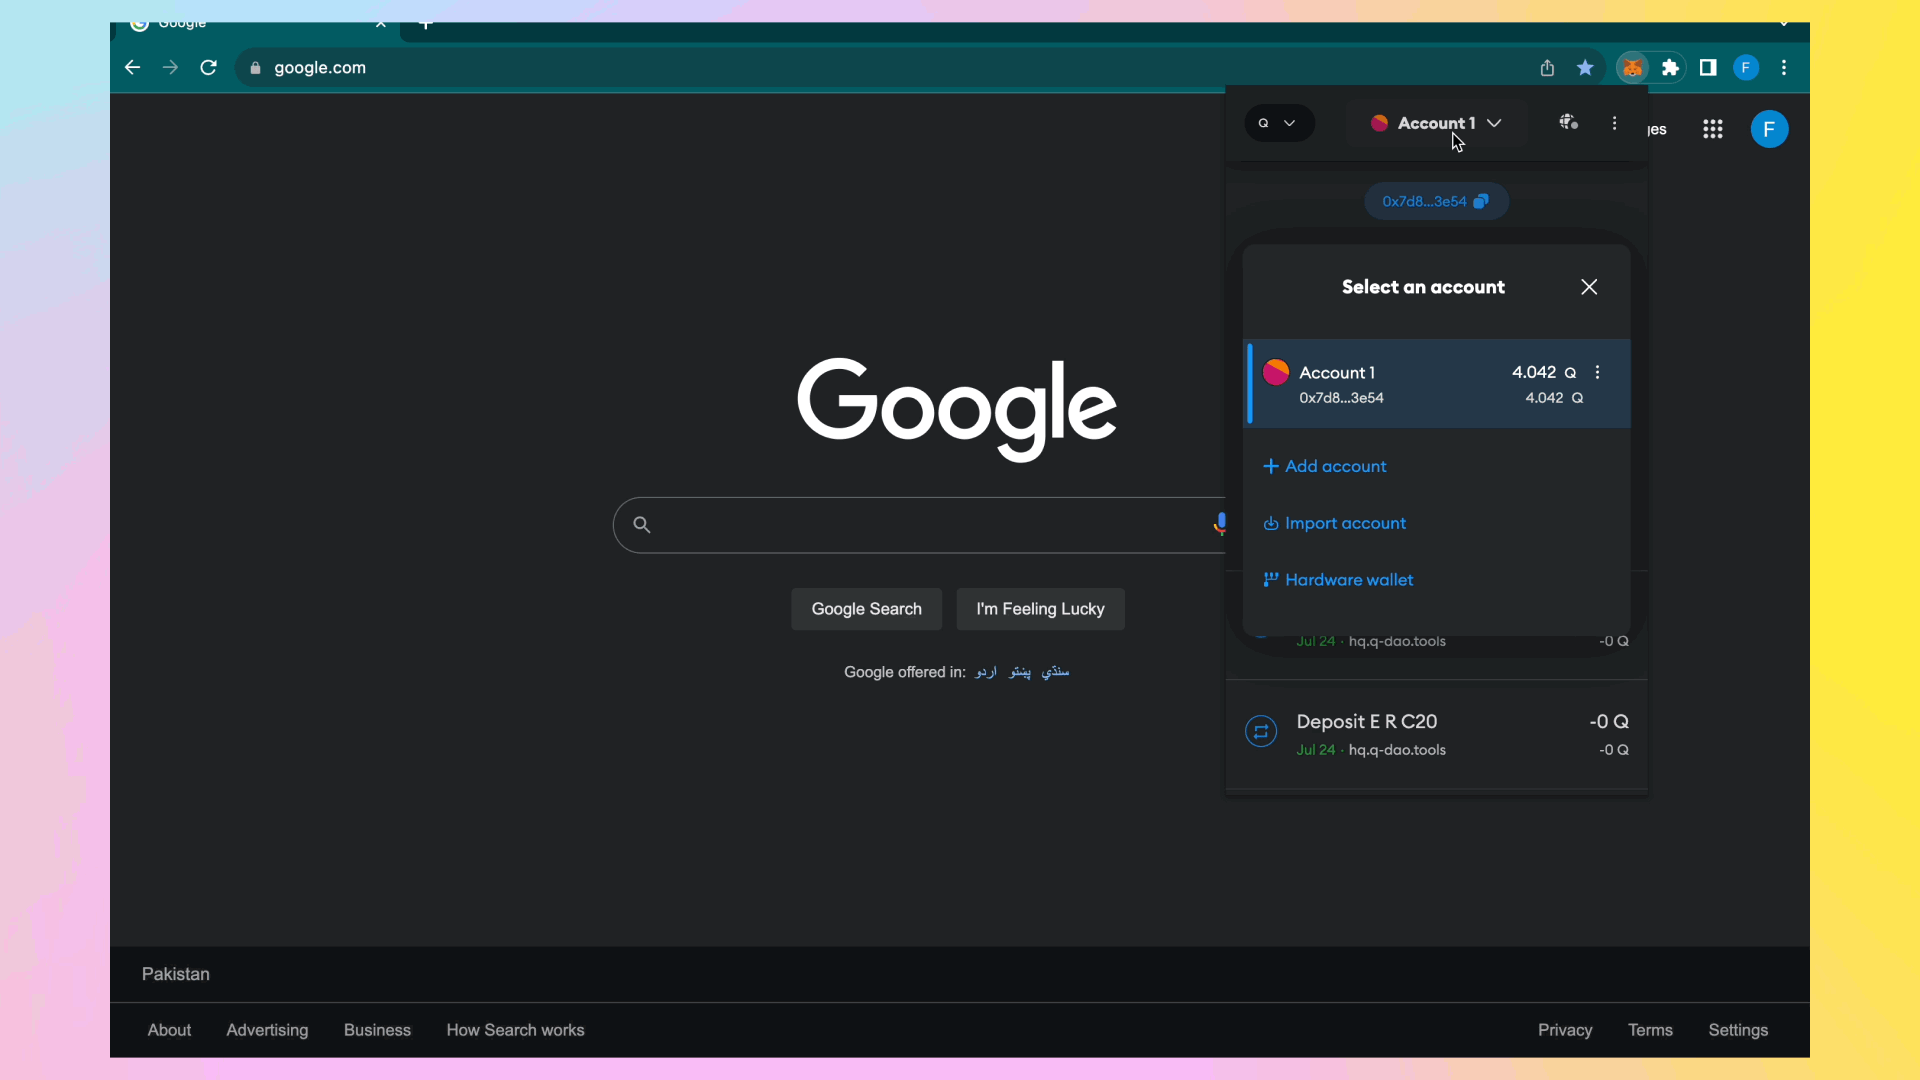 Google
google.com
F
Q
Account 1
ges
F
0x7d8...3e54
Select an account
Account 1
4.042 Q
0x7d8...3e54
4.042 Q
Add account
Import account
Hardware wallet
Jul 24 · hq.q-dao.tools
-0 Q
Deposit E R C20
-0 Q
Jul 24 · hq.q-dao.tools
-0 Q
Google
Google Search
I'm Feeling Lucky
Google offered in: اردو پښتو سنڌي
Pakistan
About
Advertising
Business
How Search works
Privacy
Terms
Settings